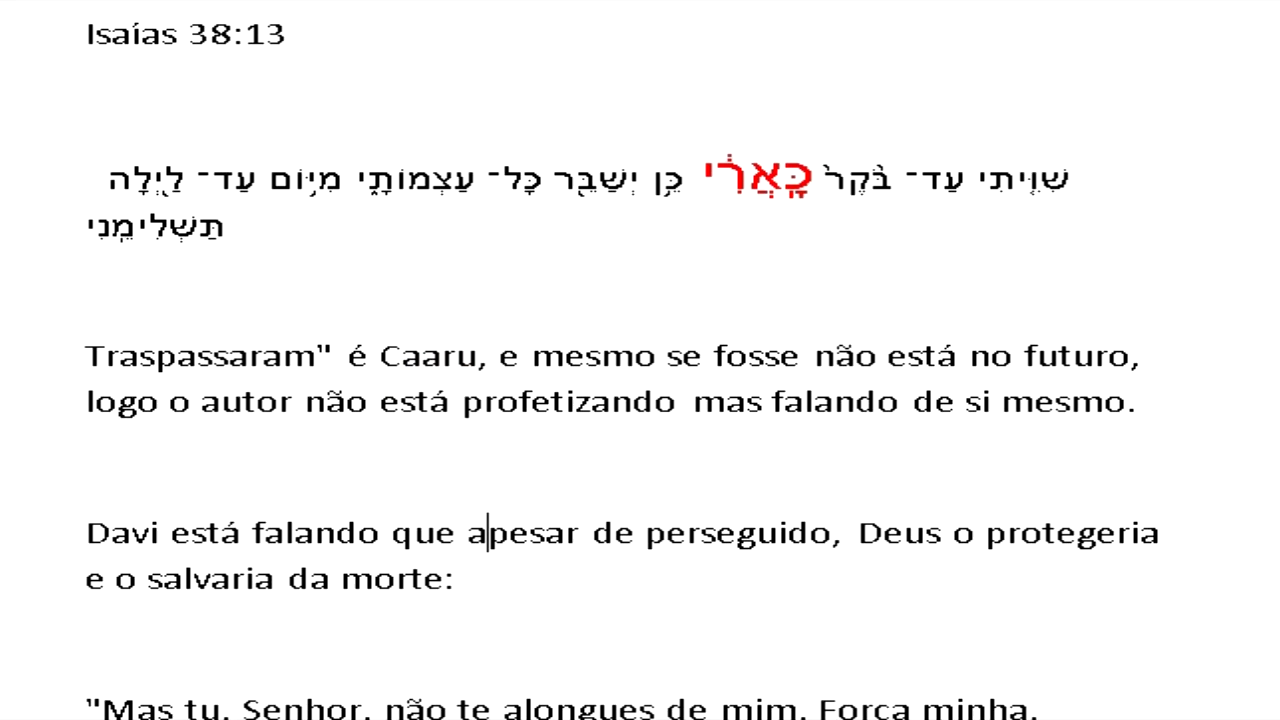 Isaías 38:13
שִׁוִּ֤יתִי עַד־ בֹּ֙קֶר֙ כָּֽאֲרִ֔י כֵּ֥ן יְשַׁבֵּ֖ר כָּל־ עַצְמוֹתָ֑י מִיּ֥וֹם עַד־ לַ֖יְלָה
תַּשְׁלִימֵֽנִי
Traspassaram" é Caaru, e mesmo se fosse não está no futuro,
logo o autor não está profetizando mas falando de si mesmo.
Davi está falando que apesar de perseguido, Deus o protegeria
e o salvaria da morte:
"Mas tu, Senhor, não te alongues de mim. Força minha,